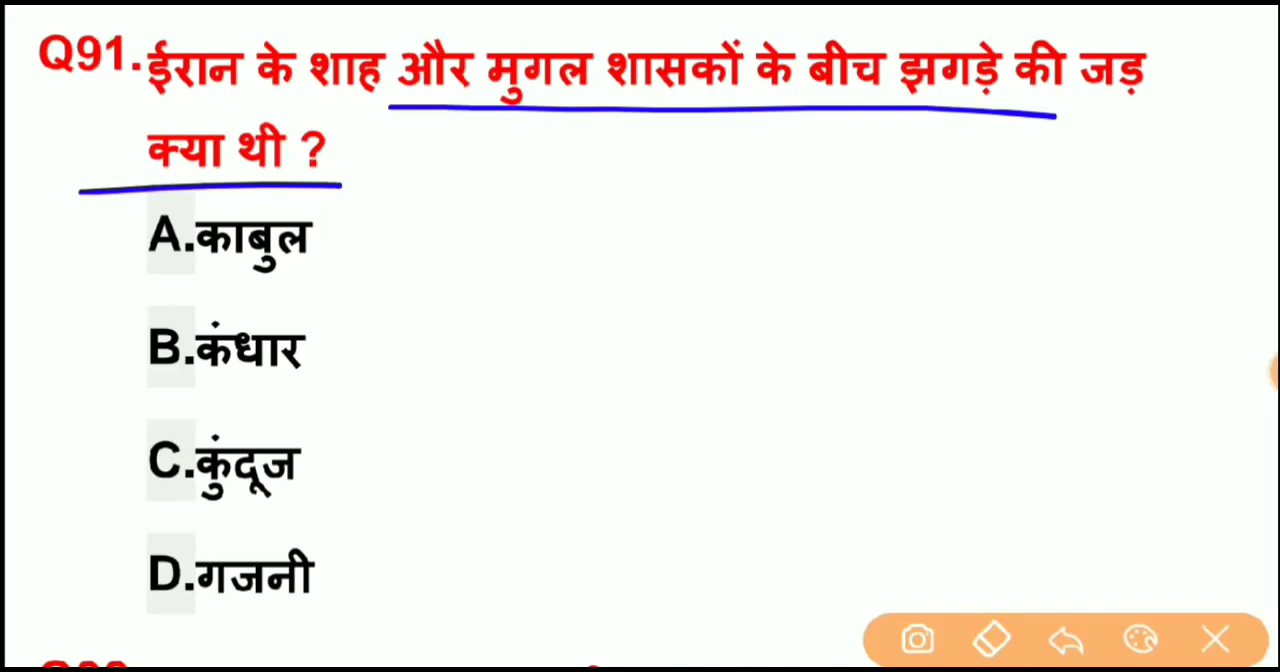 Q91.ईरान के शाह और मुगल शासकों के बीच झगड़े की जड़
क्या थी ?
A.काबुल
B.कंधार
C.कुंदूज
D.गजनी